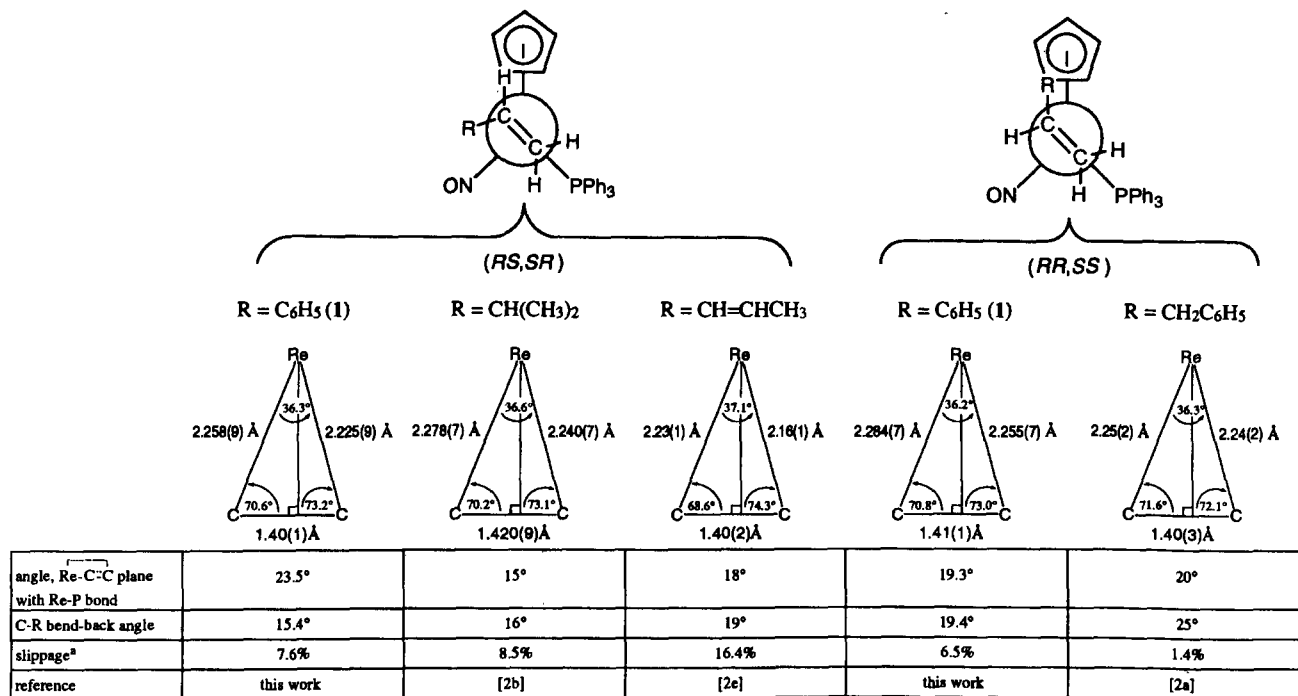 H
R
R C C H
H C C H
ON H PPh3
ON H PPh3
(RS,SR)
(RR,SS)
R = C6H5 (1)
R = CH(CH3)2
R = CH=CHCH3
R = C6H5 (1)
R = CH2C6H5
Re Re Re Re Re
36.3° 36.6° 37.1° 36.2° 36.3°
2.258(9) Å 2.225(9) Å 2.278(7) Å 2.240(7) Å 2.23(1) Å 2.16(1) Å 2.284(7) Å 2.255(7) Å 2.25(2) Å 2.24(2) Å
70.6° 73.2° 70.2° 73.1° 68.6° 74.3° 70.8° 73.0° 71.6° 72.1°
C C C C C C C C C C
1.40(1)Å 1.420(9)Å 1.40(2)Å 1.41(1)Å 1.40(3)Å
angle, Re-C=C plane
with Re-P bond
23.5° 15° 18° 19.3° 20°
C-R bend-back angle 15.4° 16° 19° 19.4° 25°
slippageª 7.6% 8.5% 16.4% 6.5% 1.4%
reference this work [2b] [2e] this work [2a]